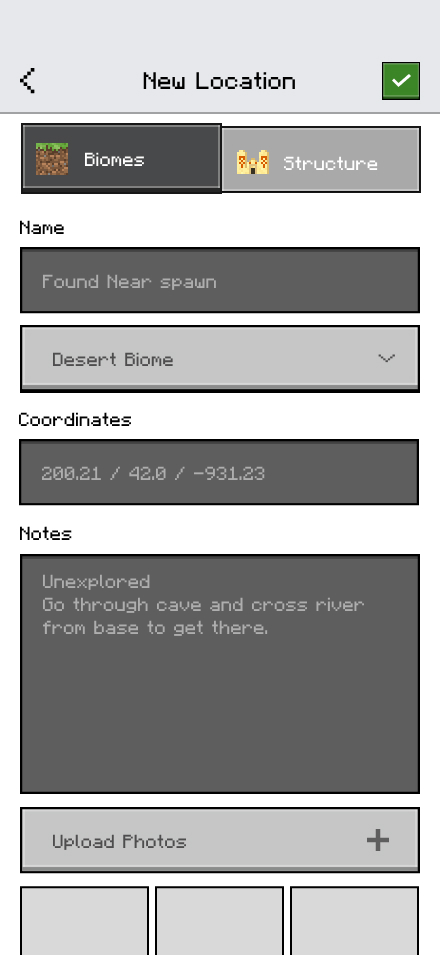 New Location
Biomes
Structure
Name
Found Near spawn
Desert Biome
Coordinates
200.21 / 42.0 / -931.23
Notes
Unexplored
Go through cave and cross river
from base to get there.
Upload Photos